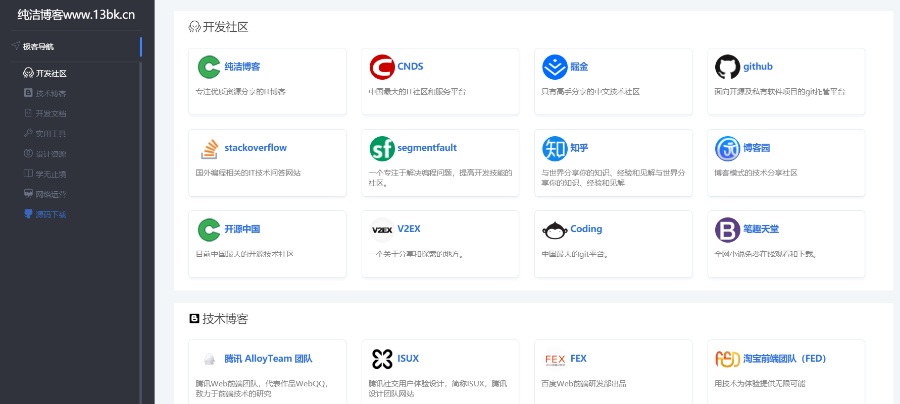 纯洁博客www.13bk.com
极客导航
开发社区
技术博客
开发文档
实用工具
设计资源
学无止境
网络运营
源码下载
开发社区
纯洁博客
专注优质资源分享的IT博客
CNDS
中国最大的IT社区和服务平台
掘金
只有高手分享的中文技术社区
github
面向开源及私有软件项目的git托管平台
stackoverflow
国外编程相关的IT技术问答网站
segmentfault
一个专注于解决编程问题，提高开发技能的
社区。
知乎
与世界分享你的知识、经验和见解与世界分
享你的知识、经验和见解
博客园
博客模式的技术分享社区
开源中国
目前中国最大的开源技术社区
V2EX
V2EX
一个关于分享和探索的地方。
Coding
中国最大的git平台。
笔趣天堂
全网小说免费在线观看和下载。
技术博客
腾讯 AlloyTeam 团队
腾讯Web前端团队，代表作品WebQQ，
致力于前端技术的研究
ISUX
腾讯社交用户体验设计，简称ISUX，腾讯
设计团队网站
FEX
FEX
百度Web前端研发部出品
FED
淘宝前端团队（FED）
用技术为体验提供无限可能